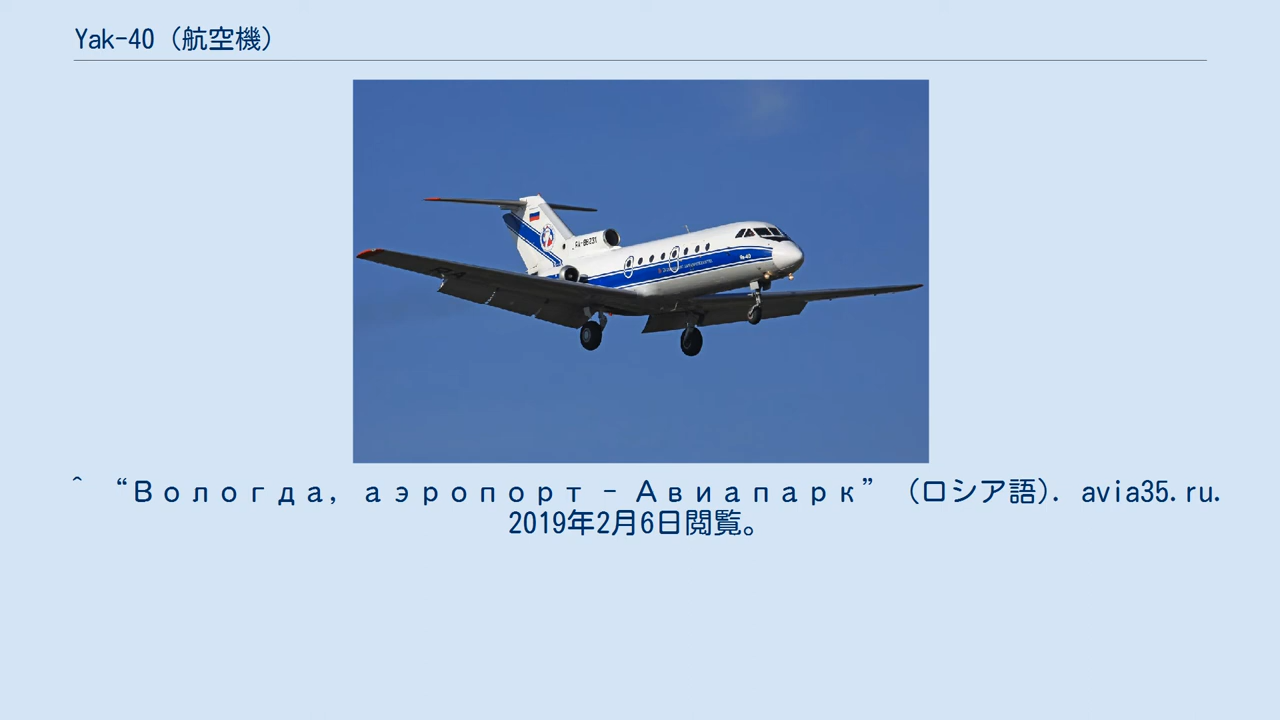 Yak-40（航空機）
^ “Вологда, аэропорт - Авиапарк” (ロシア語). avia35.ru.
2019年2月6日閲覧。